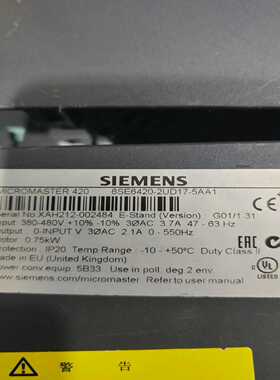 SIEMENS
MICROMASTER 420 6SE6420-2UD17-5AA1
Serial No.XAH212-002484 E-Stand (Version) G01/1.31
Input: 380-480V +10% -10% 3ØAC 3.7A 47 - 63 Hz
Output : 0-INPUT V 3ØAC 2.1A 0 - 550Hz
Motor : 0.75kW
Protection : IP20 Temp Range : -10 - +50°C Duty Class II
Made in EU (United Kingdom)
Power conv.equip: 5B33 Use in poll. deg 2 env.
www.siemens.com/micromaster Refer to user manual
EAC
UL
警 告